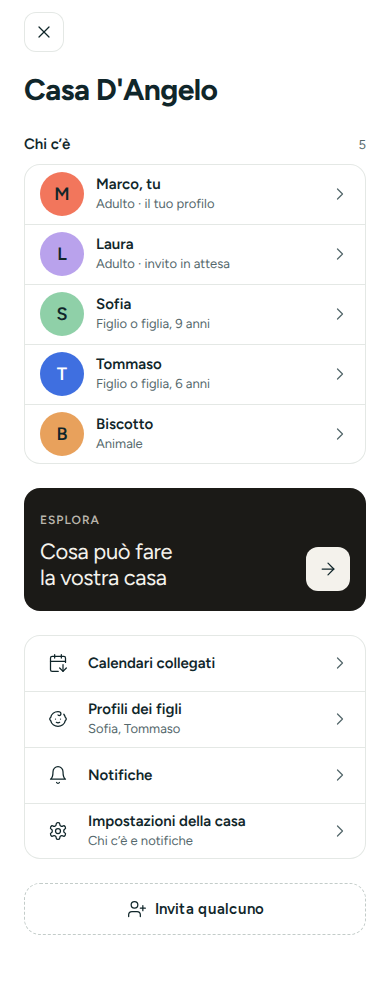 Casa D'Angelo
Chi c'è 5
M Marco, tu
Adulto · il tuo profilo
L Laura
Adulto · invito in attesa
S Sofia
Figlio o figlia, 9 anni
T Tommaso
Figlio o figlia, 6 anni
B Biscotto
Animale
ESPLORA
Cosa può fare
la vostra casa
Calendari collegati
Profili dei figli
Sofia, Tommaso
Notifiche
Impostazioni della casa
Chi c'è e notifiche
Invita qualcuno